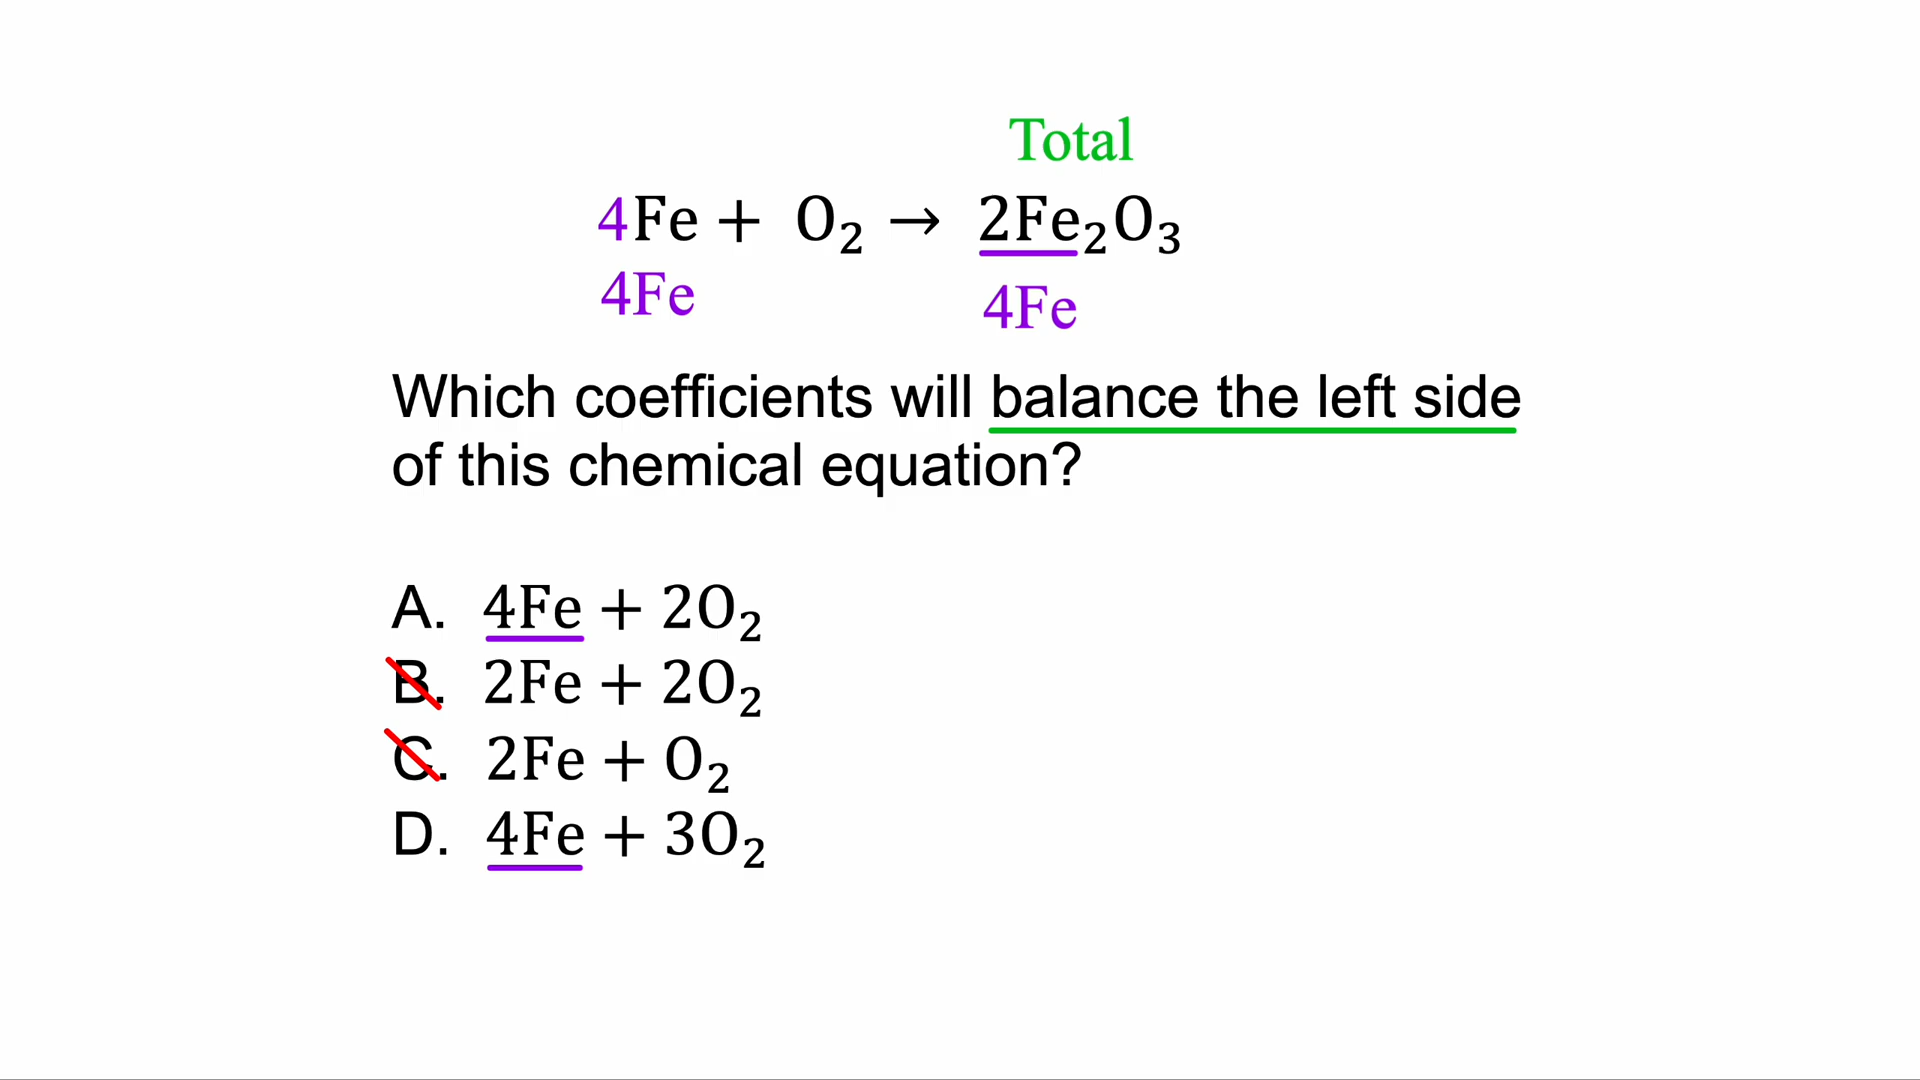 Total
4Fe + O₂ → 2Fe₂O₃
4Fe 4Fe
Which coefficients will balance the left side
of this chemical equation?
A. 4Fe + 2O₂
B. 2Fe + 2O₂
C. 2Fe + O₂
D. 4Fe + 3O₂